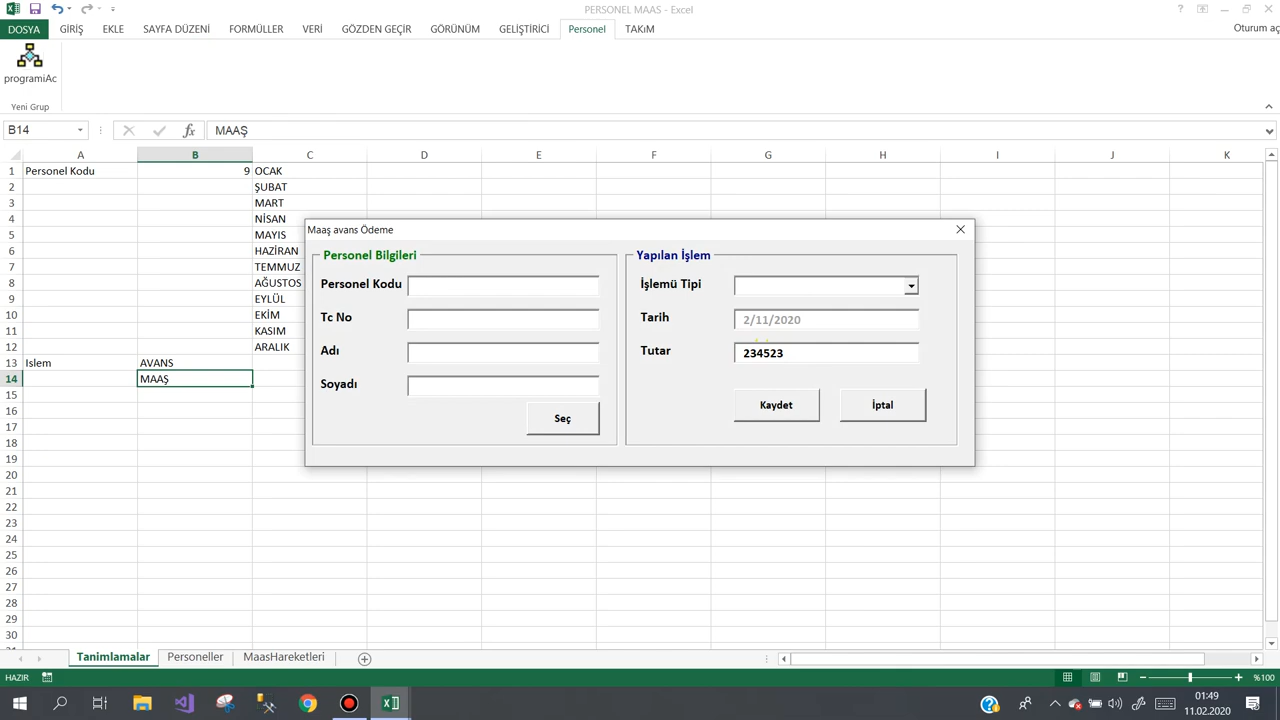 PERSONEL MAAS - Excel
DOSYA GİRİŞ EKLE SAYFA DÜZENİ FORMÜLLER VERİ GÖZDEN GEÇİR GÖRÜNÜM GELİŞTİRİCİ Personel TAKıM Oturum aç
programiAc
Yeni Grup
B14 fx MAAŞ
A B C D E F G H I J K
1 Personel Kodu 9 OCAK
2 ŞUBAT
3 MART
4 NİSAN
5 MAYIS
6 HAZİRAN
7 TEMMUZ
8 AĞUSTOS
9 EYLÜL
10 EKİM
11 KASIM
12 ARALIK
13 Islem AVANS
14 MAAŞ
15
16
17
18
19
20
21
22
23
24
25
26
27
28
29
30
Maaş avans Ödeme
Personel Bilgileri
Personel Kodu
Tc No
Adı
Soyadı
Seç
Yapılan İşlem
İşlemü Tipi
Tarih 2/11/2020
Tutar 234523
Kaydet İptal
Tanimlamalar Personeller MaasHareketleri
HAZIR %100
01:49
11.02.2020